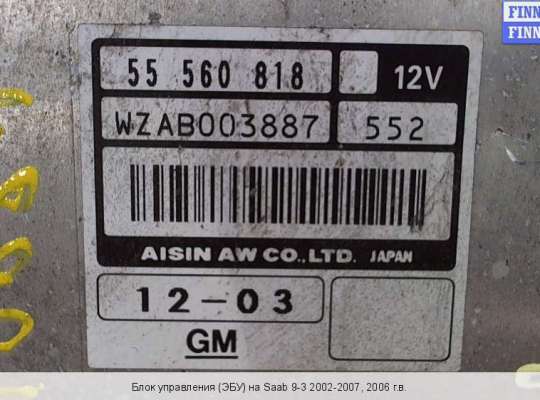 FINN
FINN
55 560 818
12V
WZAB003887
552
AISIN AW CO.,LTD. JAPAN
12-03
GM
Блок управления (ЭБУ) на Saab 9-3 2002-2007, 2006 г.в.